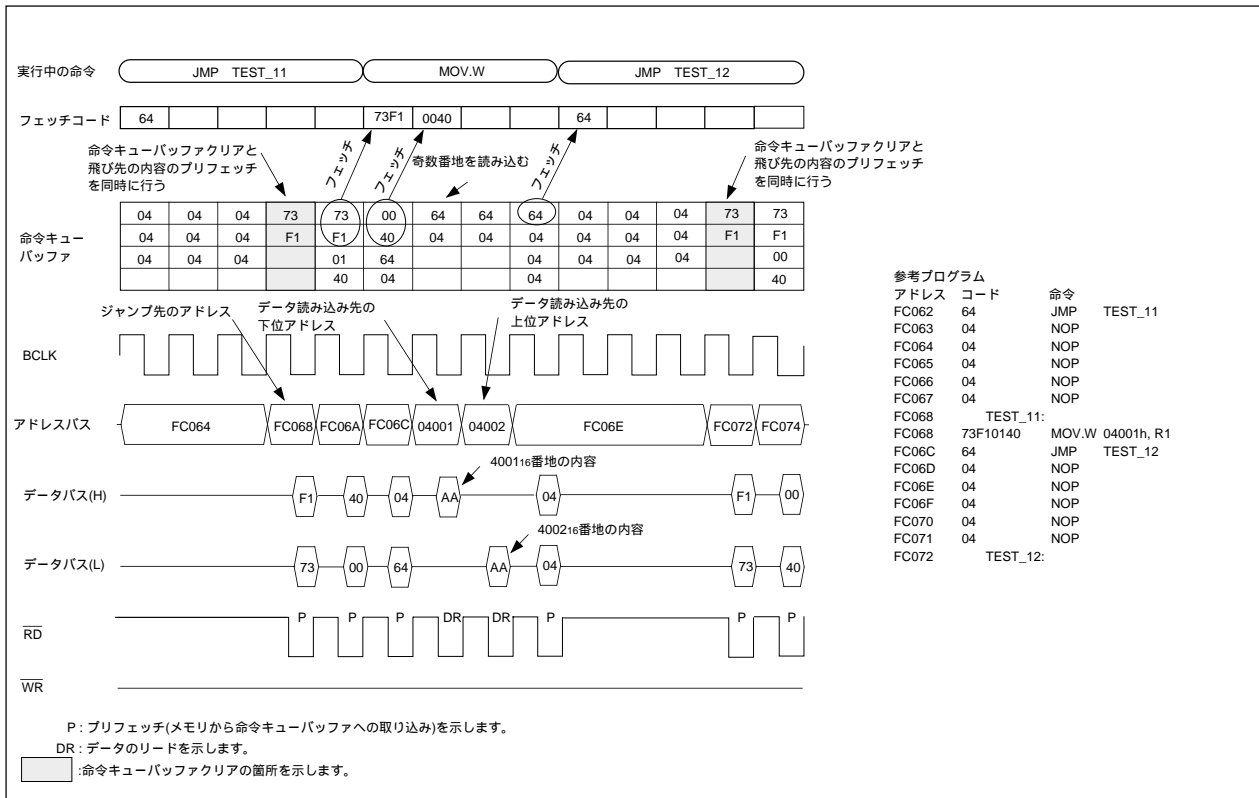 実行中の命令 JMP TEST_11 MOV.W JMP TEST_12
フェッチコード 64 73F1 0040 64
命令キューバッファクリアと
飛び先の内容のプリフェッチ
を同時に行う
フェッチ
フェッチ
奇数番地を読み込む
フェッチ
命令キューバッファクリアと
飛び先の内容のプリフェッチ
を同時に行う
命令キュー
バッファ
04 04 04 73 73 00 64 64 64 04 04 04 73 73
04 04 04 F1 F1 40 04 04 04 04 04 04 F1 F1
04 04 04 01 64 04 04 04 04 00
40 04 04 40
ジャンプ先のアドレス
データ読み込み先の
下位アドレス
データ読み込み先の
上位アドレス
BCLK
アドレスバス FC064 FC068 FC06A FC06C 04001 04002 FC06E FC072 FC074
400116番地の内容
データバス(H) F1 40 04 AA 04 F1 00
400216番地の内容
データバス(L) 73 00 64 AA 04 73 40
RD P P P DR DR P P P
WR
P : プリフェッチ(メモリから命令キューバッファへの取り込み)を示します。
DR : データのリードを示します。
:命令キューバッファクリアの箇所を示します。
参考プログラム
アドレス コード 命令
FC062 64 JMP TEST_11
FC063 04 NOP
FC064 04 NOP
FC065 04 NOP
FC066 04 NOP
FC067 04 NOP
FC068 TEST_11:
FC068 73F10140 MOV.W 04001h, R1
FC06C 64 JMP TEST_12
FC06D 04 NOP
FC06E 04 NOP
FC06F 04 NOP
FC070 04 NOP
FC071 04 NOP
FC072 TEST_12: